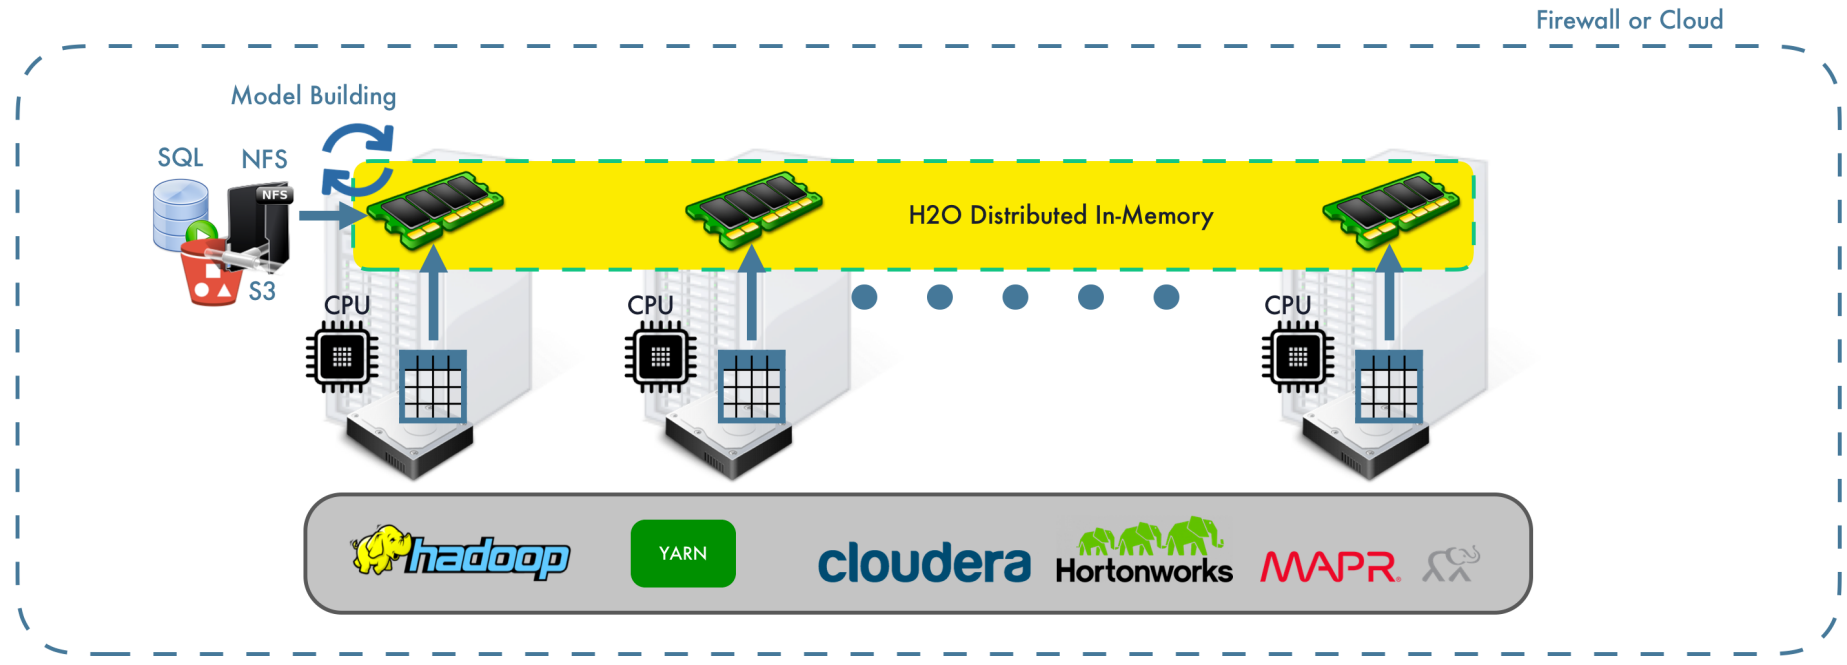 Firewall or Cloud
Model Building
SQL
NFS
NFS
H2O Distributed In-Memory
S3
CPU
CPU
CPU
hadoop
YARN
cloudera
Hortonworks
MAPR